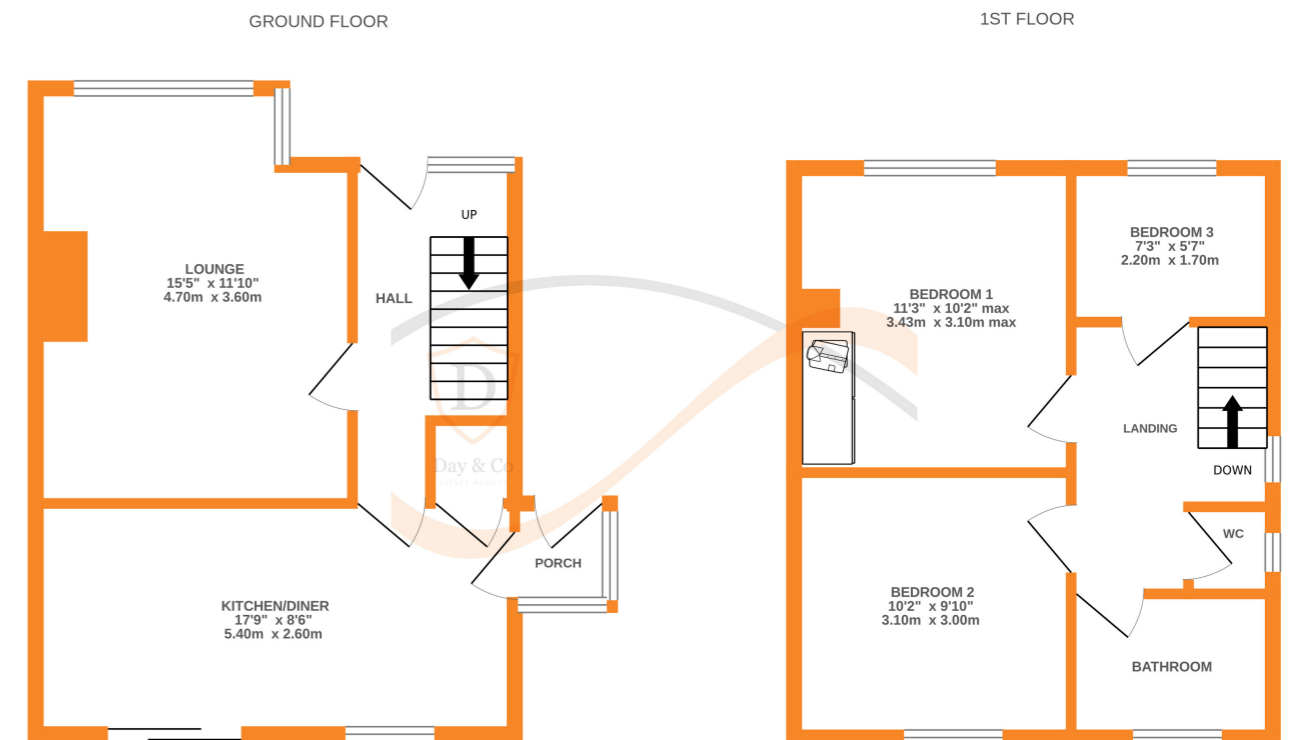 GROUND FLOOR
1ST FLOOR
LOUNGE
15'5" x 11'10"
4.70m x 3.60m
UP
HALL
KITCHEN/DINER
17'9" x 8'6"
5.40m x 2.60m
PORCH
D
Day & Co
ESTATE AGENTS
BEDROOM 1
11'3" x 10'2" max
3.43m x 3.10m max
BEDROOM 3
7'3" x 5'7"
2.20m x 1.70m
LANDING
DOWN
WC
BEDROOM 2
10'2" x 9'10"
3.10m x 3.00m
BATHROOM